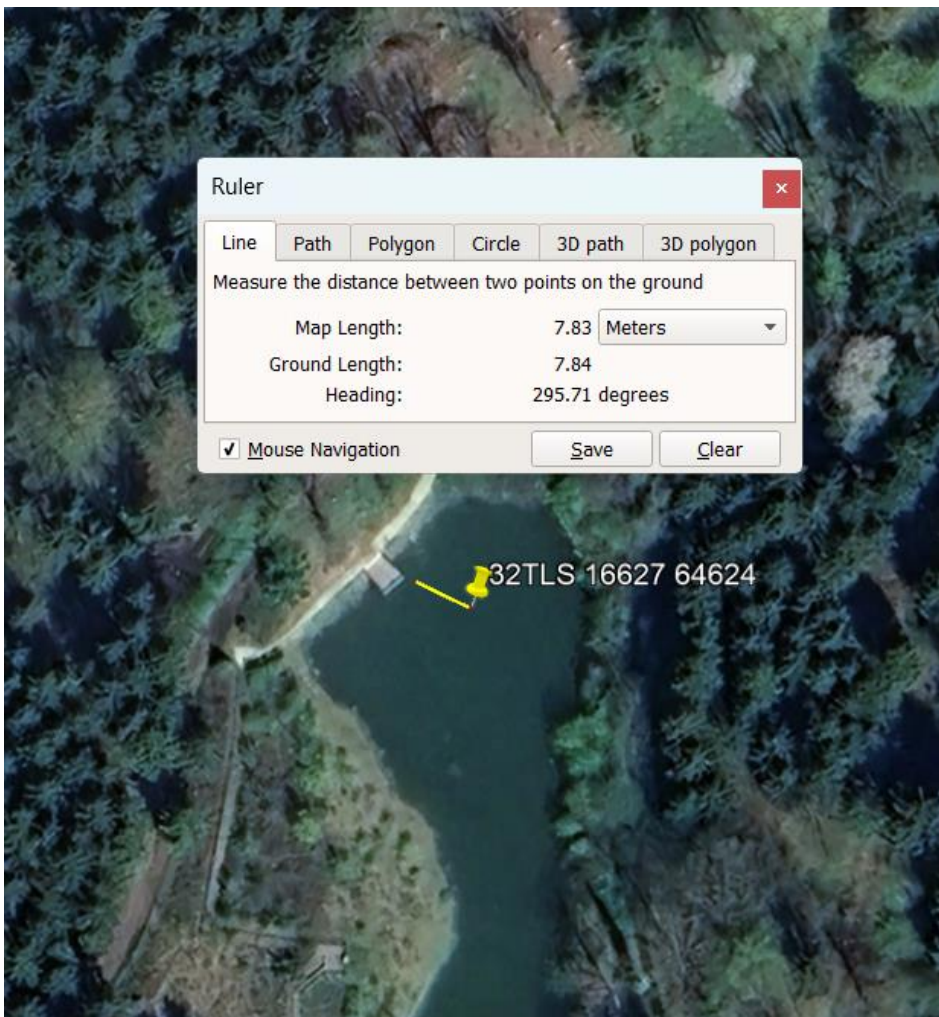 Ruler
Line Path Polygon Circle 3D path 3D polygon
Measure the distance between two points on the ground
Map Length: 7.83 Meters
Ground Length: 7.84
Heading: 295.71 degrees
Mouse Navigation Save Clear
32TLS 16627 64624